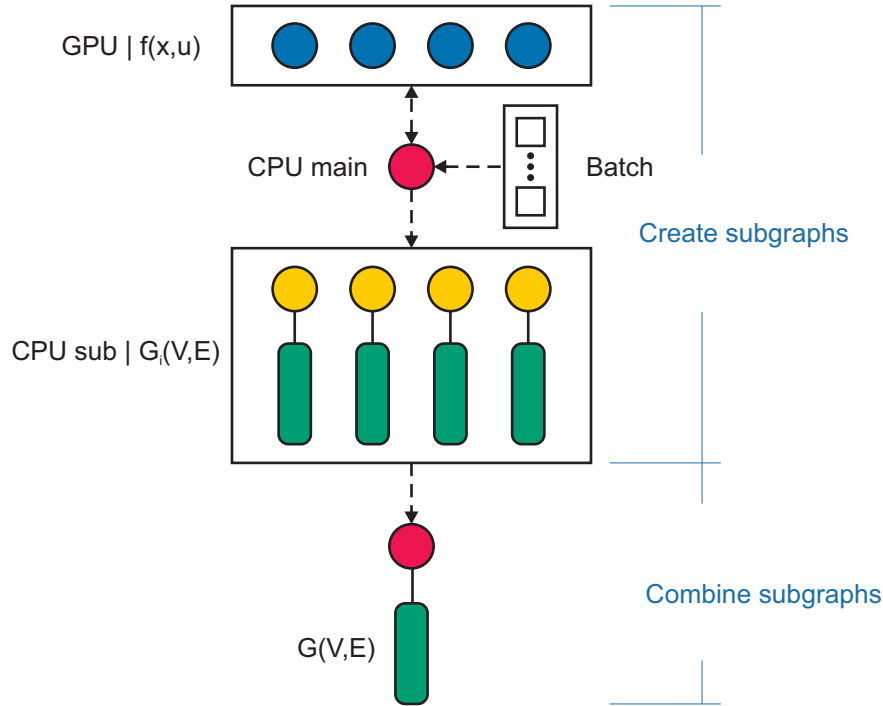 GPU | f(x,u)
CPU main
Batch
Create subgraphs
CPU sub | Gᵢ(V,E)
Combine subgraphs
G(V,E)